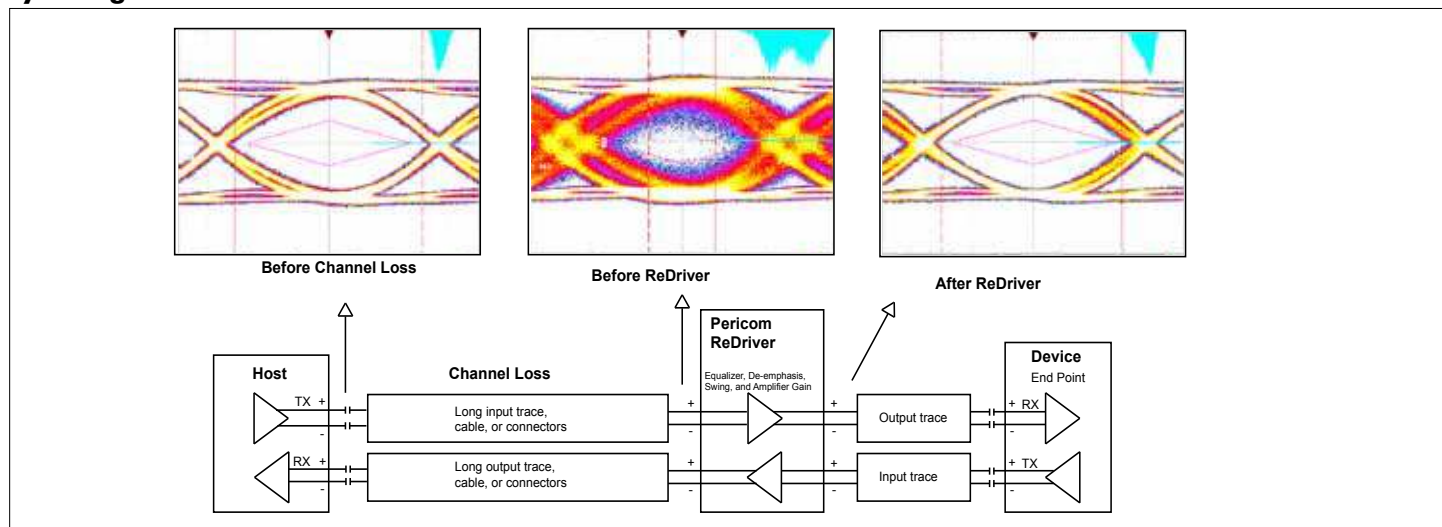 Before Channel Loss
Before ReDriver
After ReDriver
Host
Channel Loss
Pericom
ReDriver
Equalizer, De-emphasis,
Swing, and Amplifier Gain
Device
End Point
TX +
-
Long input trace,
cable, or connectors
+
-
+
-
Output trace
+ RX
-
RX +
-
Long output trace,
cable, or connectors
+
-
+
-
Input trace
+ TX
-